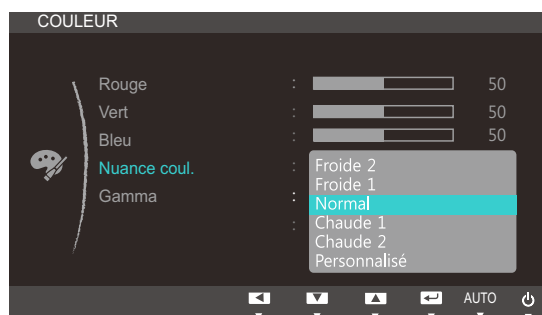 COULEUR
Rouge : 50
Vert : 50
Bleu : 50
Nuance coul. :
Gamma :
:
Froide 2
Froide 1
Normal
Chaude 1
Chaude 2
Personnalisé
AUTO